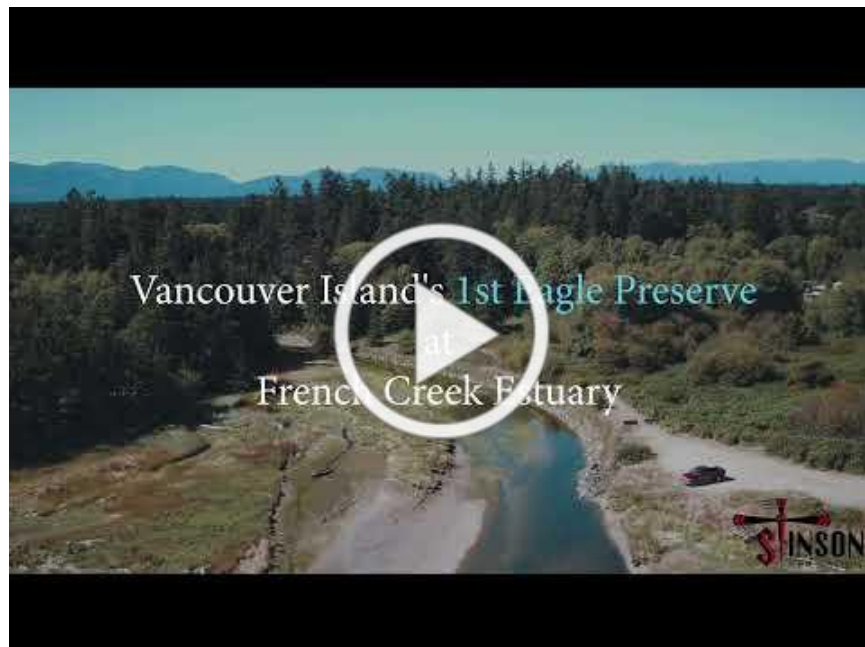 Vancouver Island's 1st Eagle Preserve
at
French Creek Estuary
STINSON